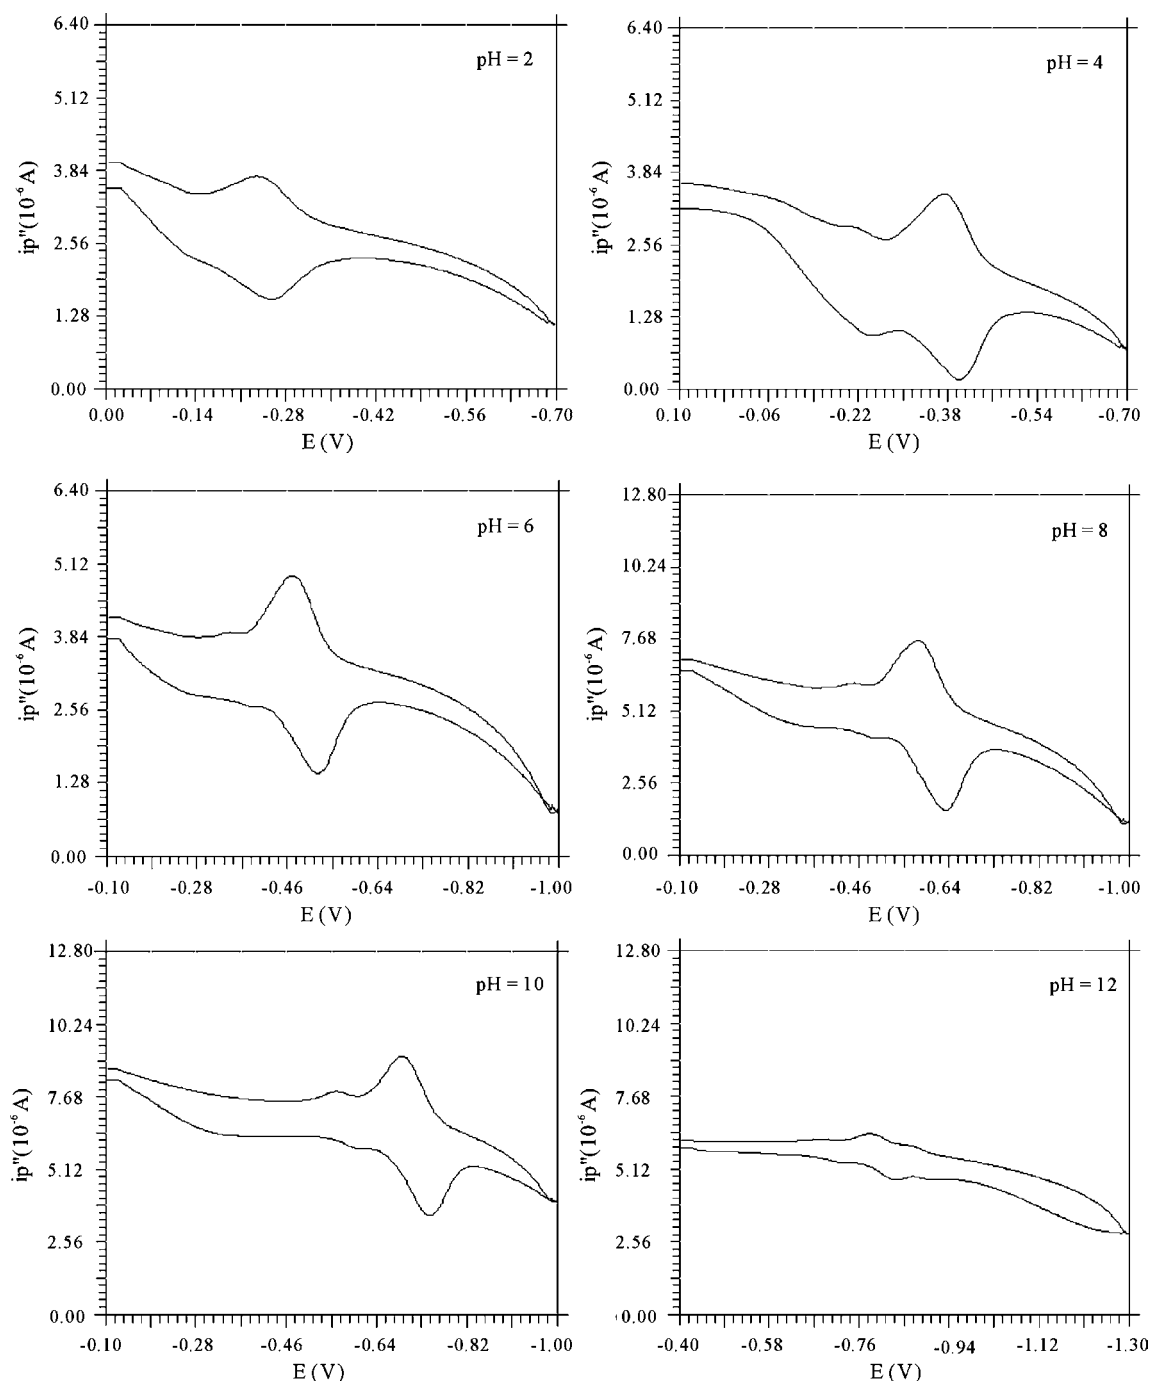 6.40
pH = 2
5.12
3.84
2.56
1.28
0.00
ip"(10⁻⁶ A)
0.00 -0.14 -0.28 -0.42 -0.56 -0.70
E (V)
6.40
pH = 4
5.12
3.84
2.56
1.28
0.00
ip"(10⁻⁶ A)
0.10 -0.06 -0.22 -0.38 -0.54 -0.70
E (V)
6.40
pH = 6
5.12
3.84
2.56
1.28
0.00
ip"(10⁻⁶ A)
-0.10 -0.28 -0.46 -0.64 -0.82 -1.00
E (V)
12.80
pH = 8
10.24
7.68
5.12
2.56
0.00
ip"(10⁻⁶ A)
-0.10 -0.28 -0.46 -0.64 -0.82 -1.00
E (V)
12.80
pH = 10
10.24
7.68
5.12
2.56
0.00
ip"(10⁻⁶ A)
-0.10 -0.28 -0.46 -0.64 -0.82 -1.00
E (V)
12.80
pH = 12
10.24
7.68
5.12
2.56
0.00
ip"(10⁻⁶ A)
-0.40 -0.58 -0.76 -0.94 -1.12 -1.30
E (V)